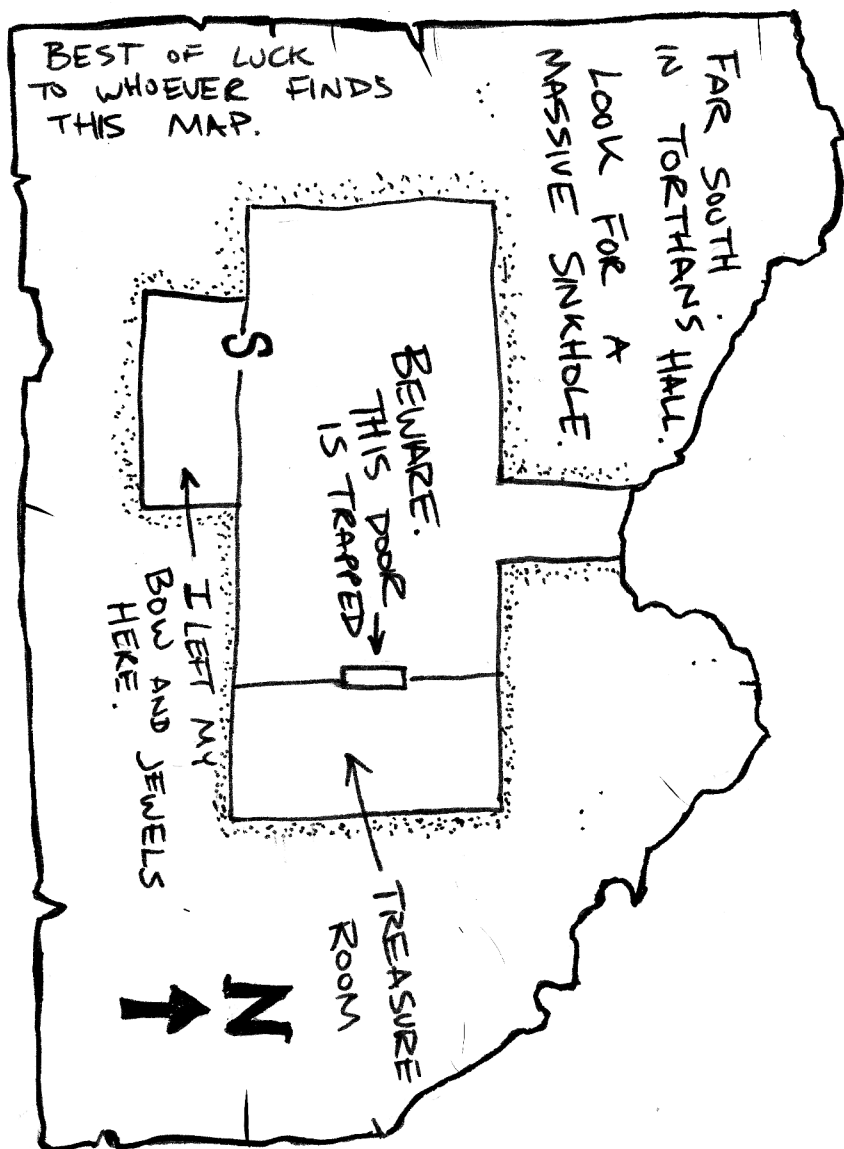 BEST OF LUCK
TO WHOEVER FINDS
THIS MAP.
FAR SOUTH
IN TORTHAN'S HALL.
LOOK FOR A
MASSIVE SINKHOLE.
S
BEWARE.
THIS DOOR
IS TRAPPED
I LEFT MY
BOW AND JEWELS
HERE.
TREASURE
ROOM
N